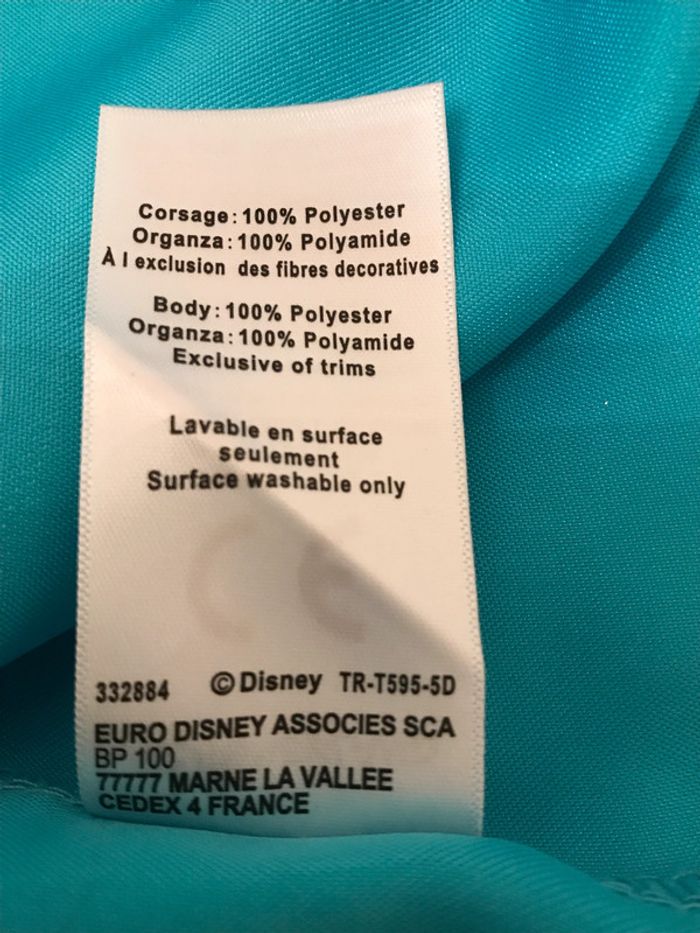 Corsage: 100% Polyester
Organza: 100% Polyamide
À l exclusion des fibres decoratives
Body: 100% Polyester
Organza: 100% Polyamide
Exclusive of trims
Lavable en surface
seulement
Surface washable only
332884 © Disney TR-T595-5D
EURO DISNEY ASSOCIES SCA
BP 100
77777 MARNE LA VALLEE
CEDEX 4 FRANCE